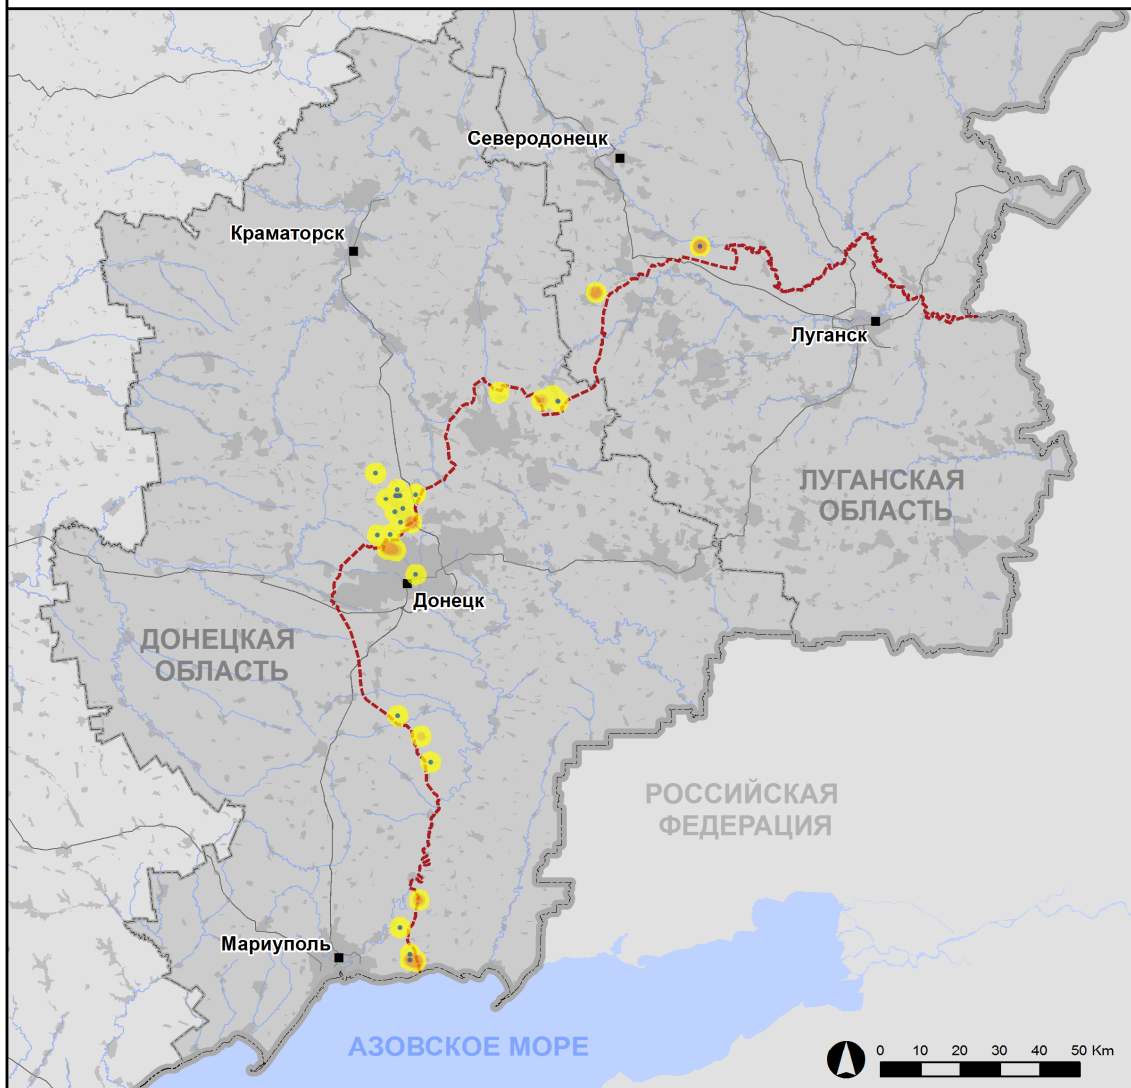 Северодонецк
Краматорск
Луганск
ЛУГАНСКАЯ
ОБЛАСТЬ
Донецк
ДОНЕЦКАЯ
ОБЛАСТЬ
РОССИЙСКАЯ
ФЕДЕРАЦИЯ
Мариуполь
АЗОВСКОЕ МОРЕ
0 10 20 30 40 50 Km